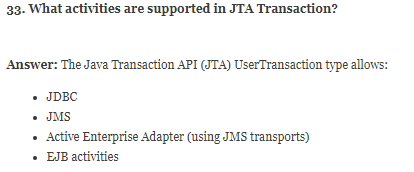 33. What activities are supported in JTA Transaction?
Answer: The Java Transaction API (JTA) UserTransaction type allows:
• JDBC
• JMS
• Active Enterprise Adapter (using JMS transports)
• EJB activities